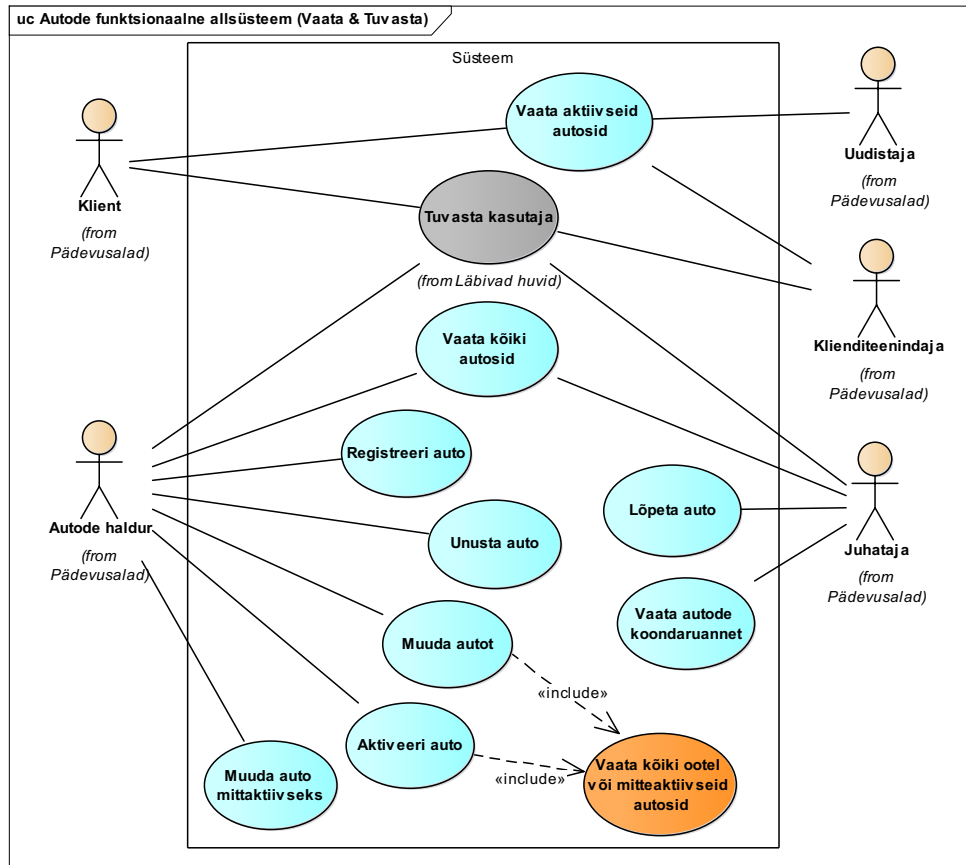 uc Autode funktsionaalne allsüsteem (Vaata & Tuvasta)
Süsteem
Vaata aktiivseid
autosid
Klient
(from
Pädevusalad)
Uudistaja
(from
Pädevusalad)
Tuvasta kasutaja
(from Läbivad huvid)
Klienditeenindaja
(from
Pädevusalad)
Vaata kõiki
autosid
Registreeri auto
Autode haldur
(from
Pädevusalad)
Lõpeta auto
Juhataja
(from
Pädevusalad)
Unusta auto
Vaata autode
koondaruannet
Muuda autot
«include»
Aktiveeri auto
«include»
Vaata kõiki ootel
või mitteaktiivseid
autosid
Muuda auto
mittaktiivseks